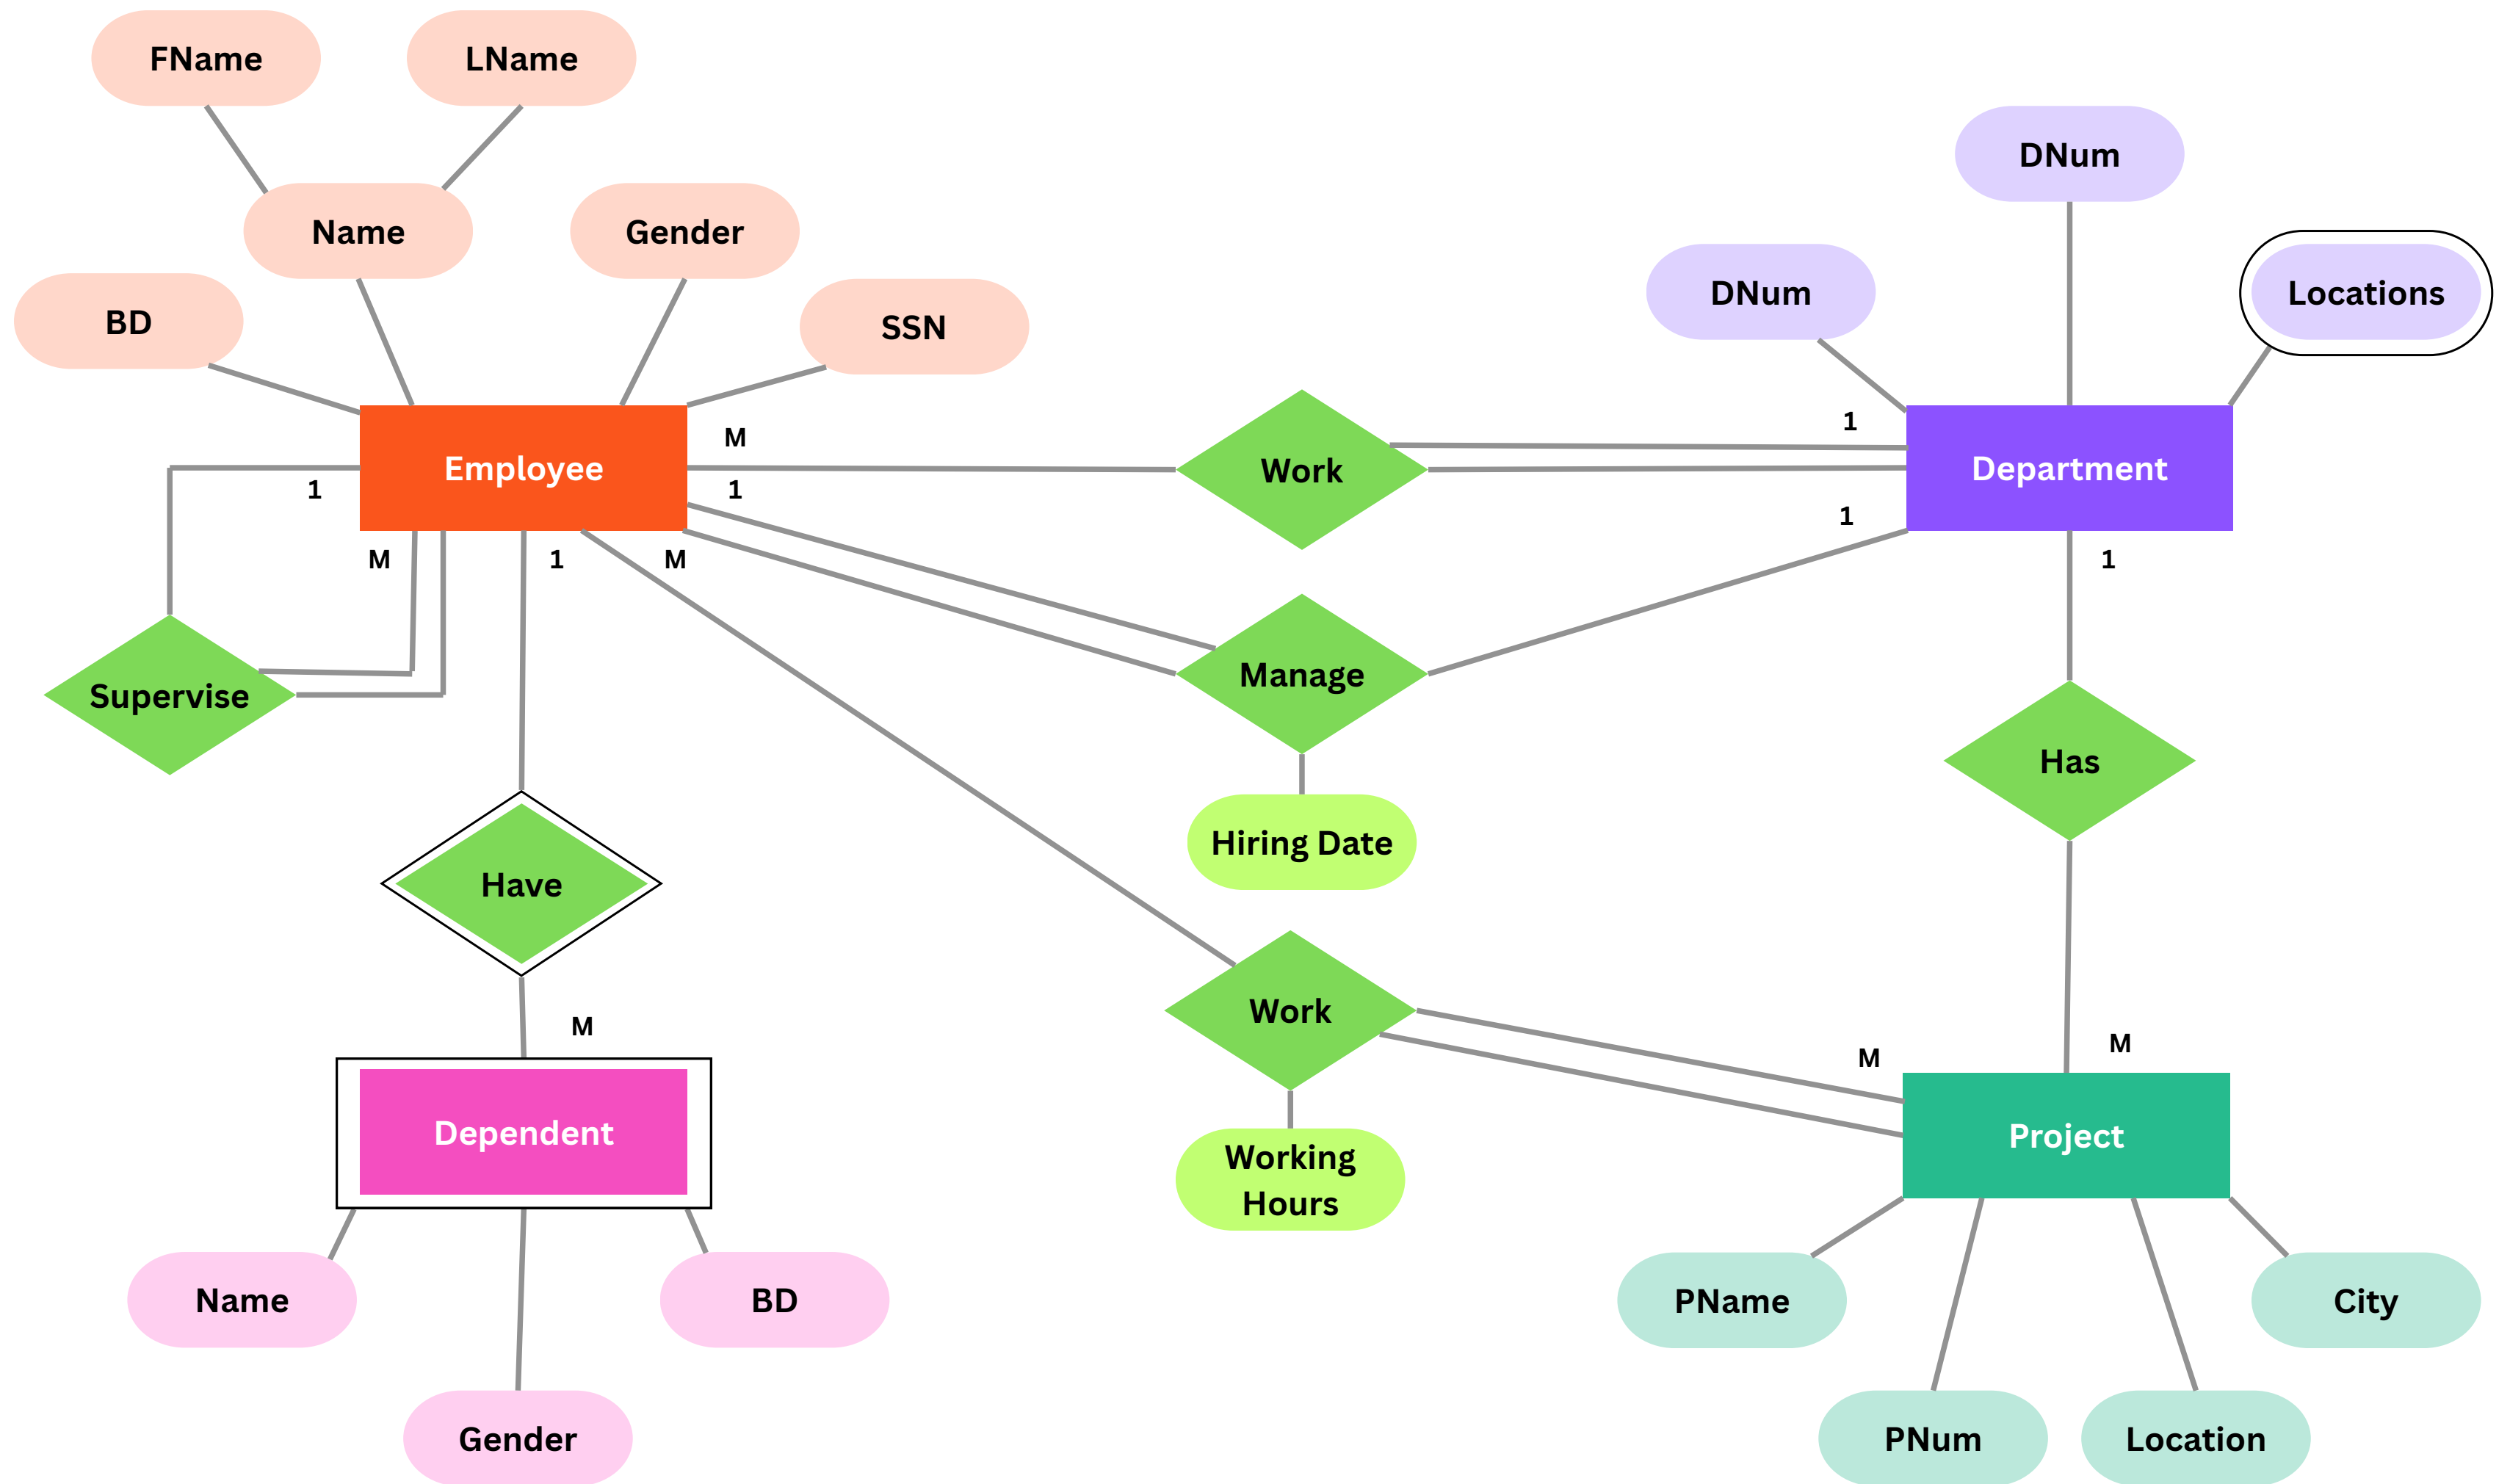 FName
LName
DNum
Name
Gender
DNum
Locations
BD
SSN
M
1
Employee
Work
Department
1
1
1
M
1
M
1
Manage
Supervise
Has
Hiring Date
Have
Work
M
M
M
Dependent
Project
Working
Hours
Name
BD
PName
City
Gender
PNum
Location